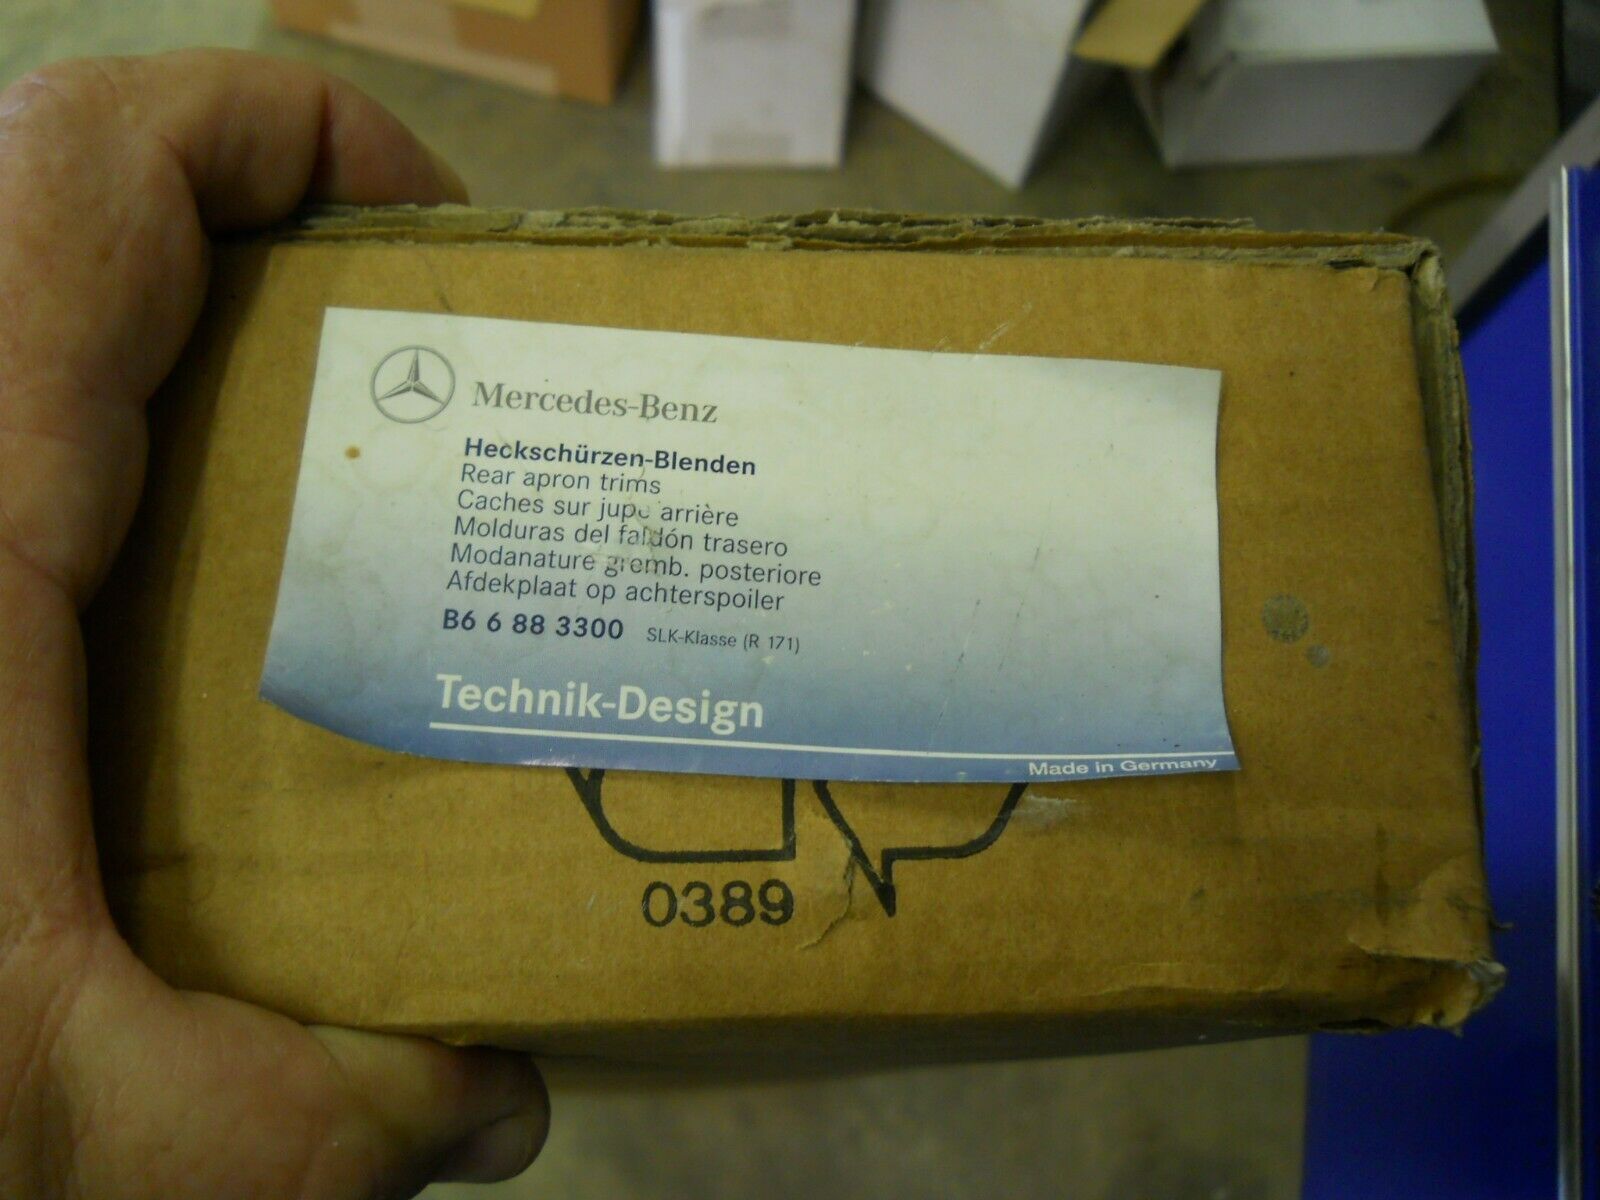 Mercedes-Benz
Heckschürzen-Blenden
Rear apron trims
Caches sur jupe arrière
Molduras del faldón trasero
Modanature gremb. posteriore
Afdekplaat op achterspoiler
B6 6 88 3300 SLK-Klasse (R 171)
Technik-Design
Made in Germany
0389